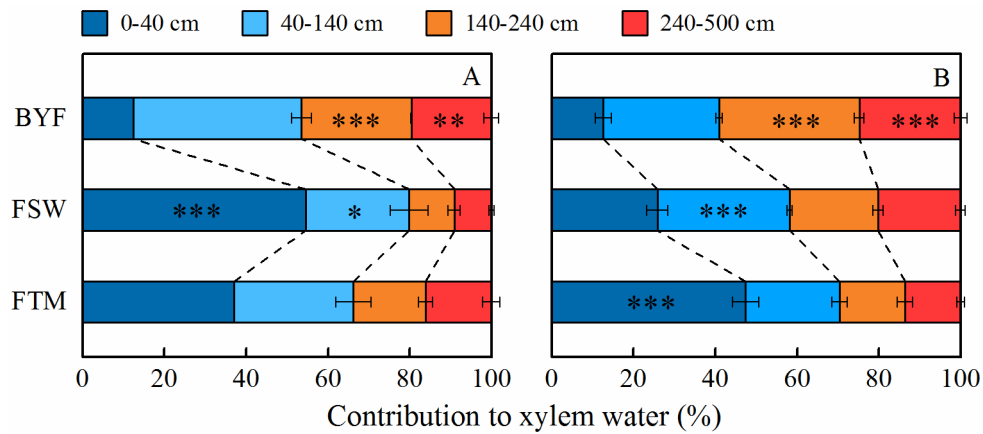 0-40 cm 40-140 cm 140-240 cm 240-500 cm
A B
BYF *** ** *** ***
FSW *** * ***
FTM ***
0 20 40 60 80 100 0 20 40 60 80 100
Contribution to xylem water (%)